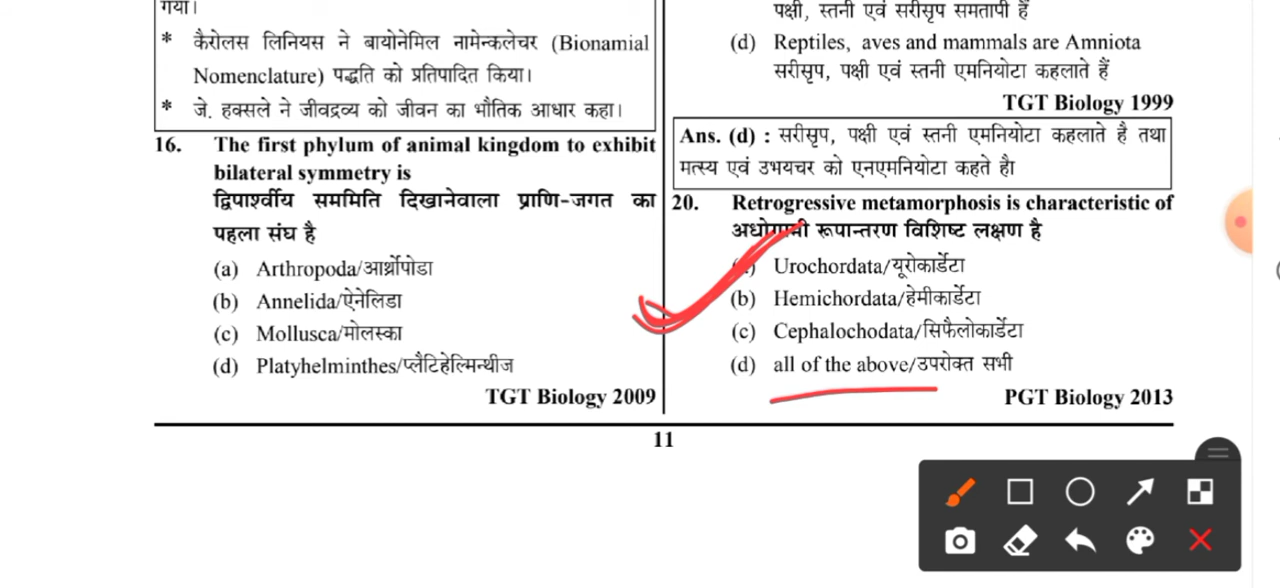 गया।
* कैरोलस लिनियस ने बायोनेमिल नामेन्कलेचर (Bionamial
Nomenclature) पद्धति को प्रतिपादित किया।
* जे. हक्सले ने जीवद्रव्य को जीवन का भौतिक आधार कहा।
16. The first phylum of animal kingdom to exhibit
bilateral symmetry is
द्विपार्श्वीय सममिति दिखानेवाला प्राणि-जगत का
पहला संघ है
(a) Arthropoda/आर्थ्रोपोडा
(b) Annelida/ऐनेलिडा
(c) Mollusca/मोलस्का
(d) Platyhelminthes/प्लैटिहेल्मिन्थीज
TGT Biology 2009
पक्षी, स्तनी एवं सरीसृप समतापी हैं
(d) Reptiles, aves and mammals are Amniota
सरीसृप, पक्षी एवं स्तनी एमनियोटा कहलाते हैं
TGT Biology 1999
Ans. (d) : सरीसृप, पक्षी एवं स्तनी एमनियोटा कहलाते है तथा
मत्स्य एवं उभयचर को एनएमनियोटा कहते है।
20. Retrogressive metamorphosis is characteristic of
अधोगामी रूपान्तरण विशिष्ट लक्षण है
Urochordata/यूरोकार्डेटा
(b) Hemichordata/हेमीकार्डेटा
(c) Cephalochodata/सिफैलोकार्डेटा
(d) all of the above/उपरोक्त सभी
PGT Biology 2013
11